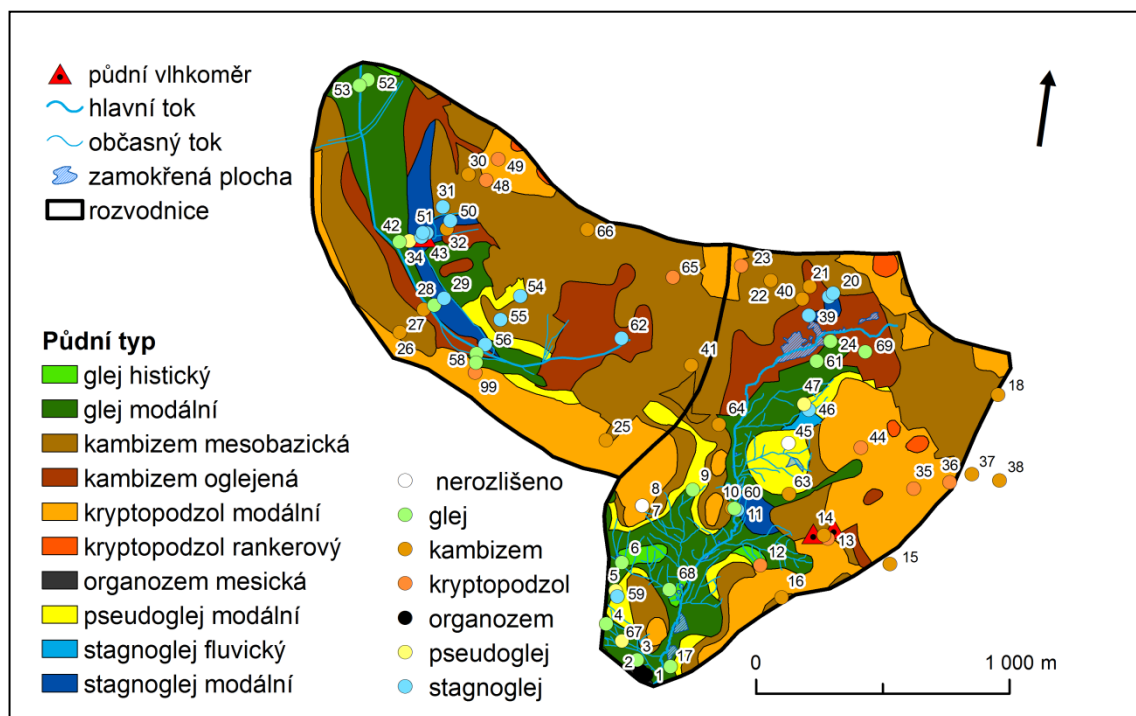 půdní vlhkoměr
hlavní tok
občasný tok
zamokřená plocha
rozvodnice
Půdní typ
glej histický
glej modální
kambizem mesobazická
kambizem oglejená
kryptopodzol modální
kryptopodzol rankerový
organozem mesická
pseudoglej modální
stagnoglej fluvický
stagnoglej modální
nerozlišeno
glej
kambizem
kryptopodzol
organozem
pseudoglej
stagnoglej
53
52
30
49
48
31
51
50
42
32
34
43
66
65
23
28
29
54
22
40
21
20
27
55
39
26
56
62
58
99
41
24
69
61
18
47
46
64
25
45
44
9
8
7
10
60
11
63
35
36
37
38
14
13
6
12
15
5
59
68
16
4
67
3
2
1
17
0
1 000 m